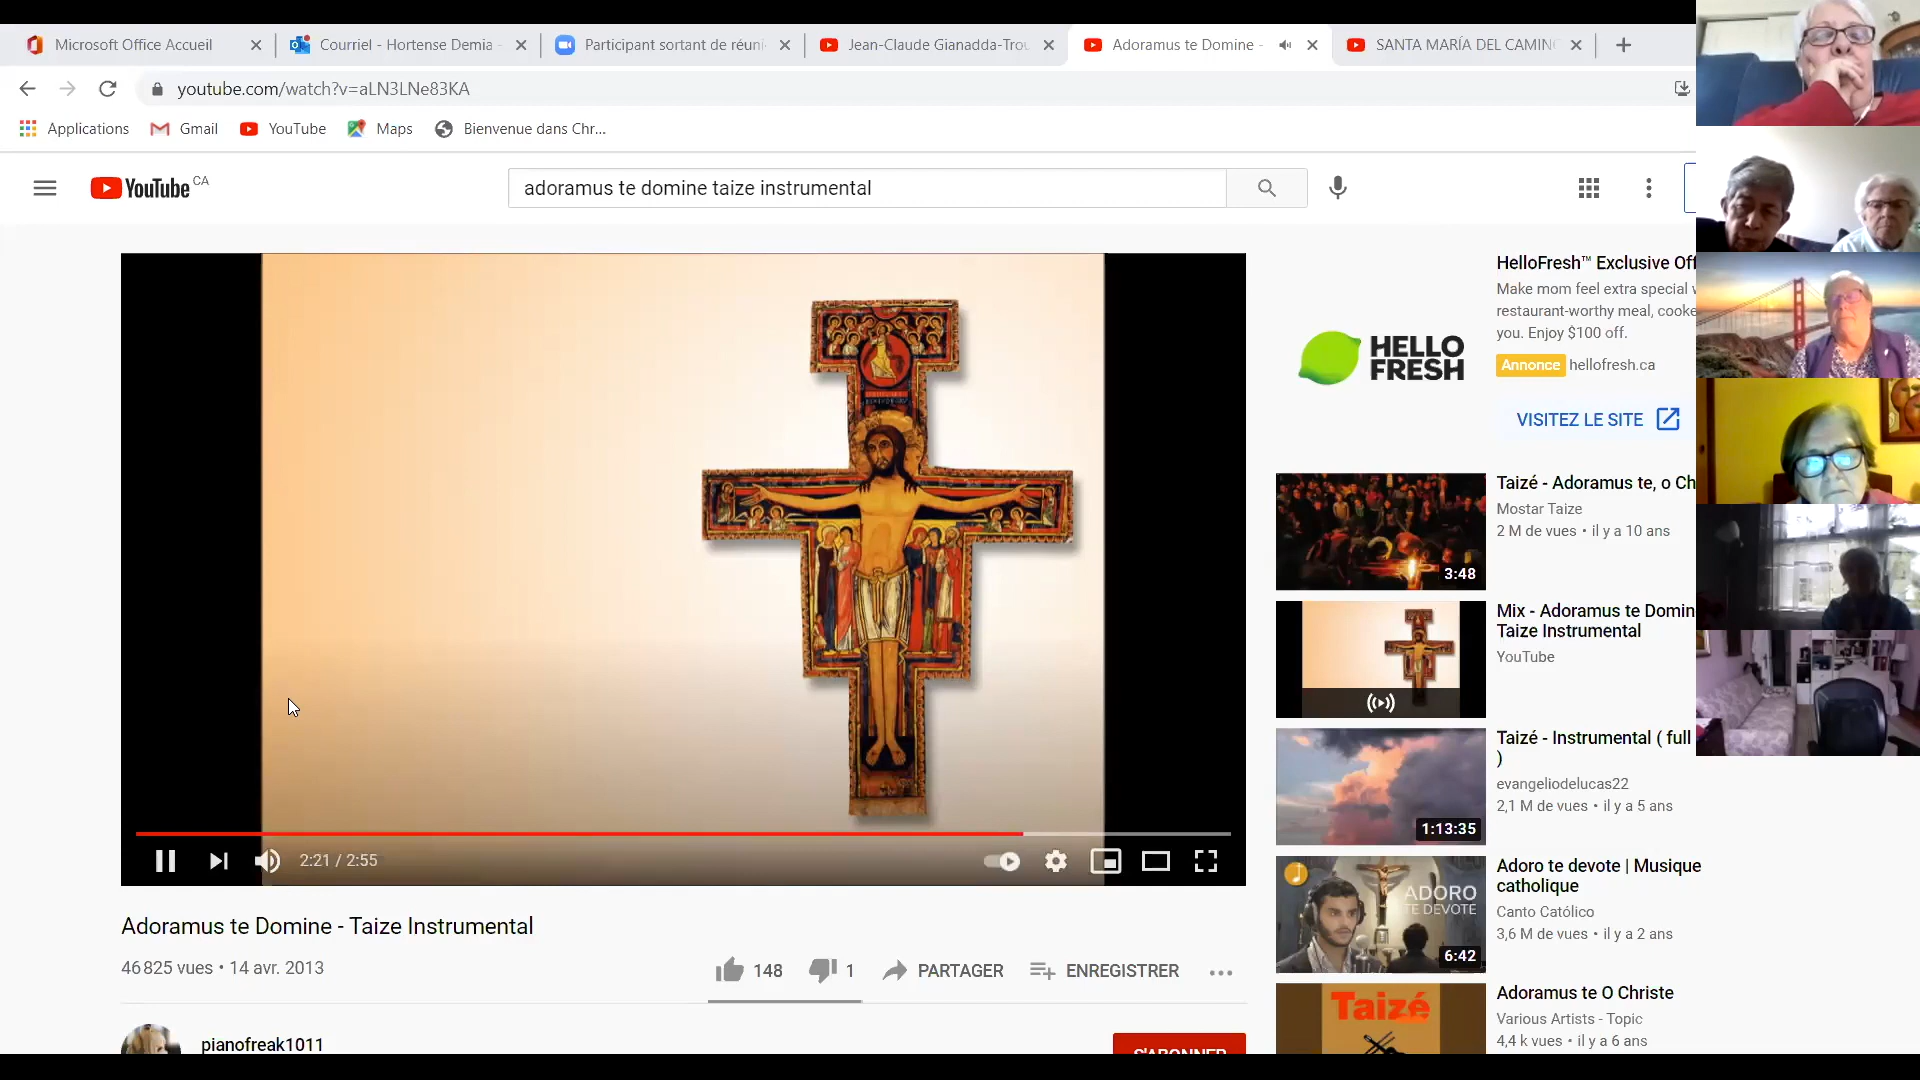 Microsoft Office Accueil
Courriel - Hortense Demia -
Participant sortant de réuni
Jean-Claude Gianadda-Trou
Adoramus te Domine -
SANTA MARÍA DEL CAMIN
youtube.com/watch?v=aLN3LNe83KA
Applications
Gmail
YouTube
Maps
Bienvenue dans Chr...
YouTube CA
adoramus te domine taize instrumental
2:21 / 2:55
Adoramus te Domine - Taize Instrumental
46 825 vues • 14 avr. 2013
148
1
PARTAGER
ENREGISTRER
pianofreak1011
S'ABONNER
HELLO
FRESH
HelloFresh™ Exclusive Off
Make mom feel extra special
restaurant-worthy meal, cooke
you. Enjoy $100 off.
Annonce hellofresh.ca
VISITEZ LE SITE
Taizé - Adoramus te, o Ch
Mostar Taize
2 M de vues • il y a 10 ans
3:48
Mix - Adoramus te Domin
Taize Instrumental
YouTube
Taizé - Instrumental ( full
)
evangeliodelucas22
2,1 M de vues • il y a 5 ans
1:13:35
Adoro te devote | Musique
catholique
Canto Católico
3,6 M de vues • il y a 2 ans
ADORO
TE DEVOTE
6:42
Adoramus te O Christe
Various Artists - Topic
4,4 k vues • il y a 6 ans
Taizé